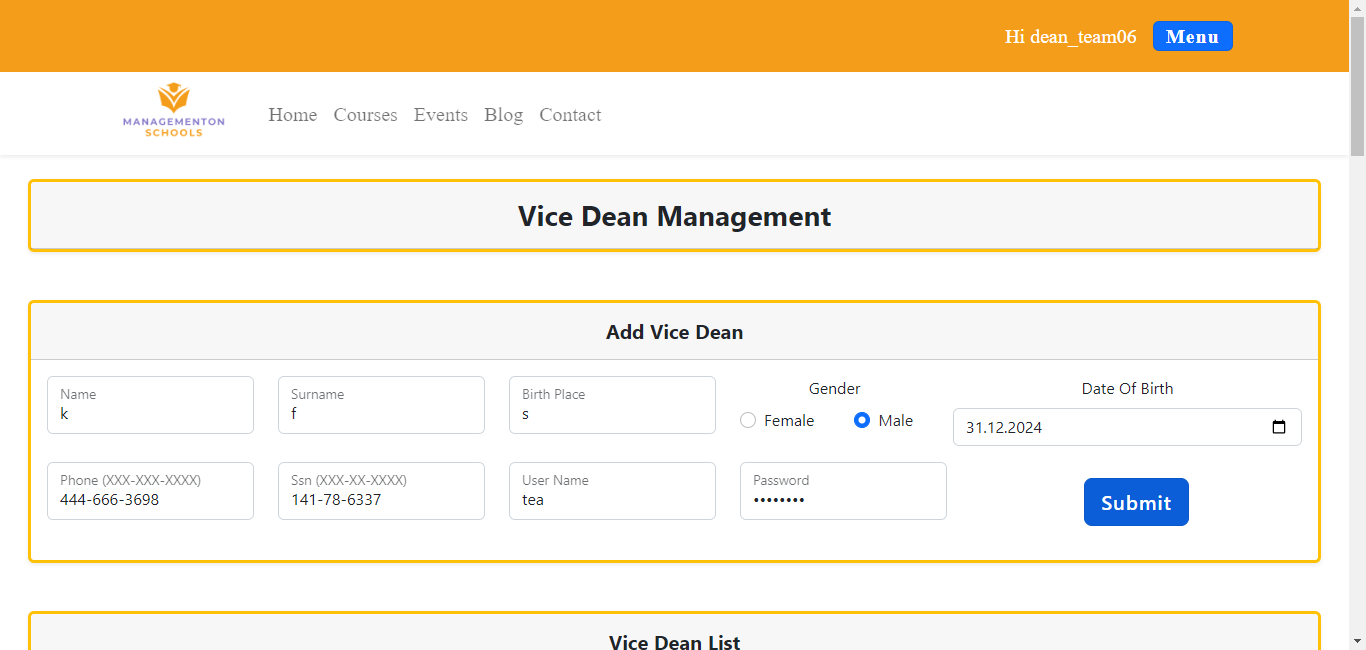 Hi dean_team06 Menu
MANAGEMENTON
SCHOOLS
Home Courses Events Blog Contact
Vice Dean Management
Add Vice Dean
Name
k
Surname
f
Birth Place
s
Gender
Female Male
Date Of Birth
31.12.2024
Phone (XXX-XXX-XXXX)
444-666-3698
Ssn (XXX-XX-XXXX)
141-78-6337
User Name
tea
Password
••••••••
Submit
Vice Dean List